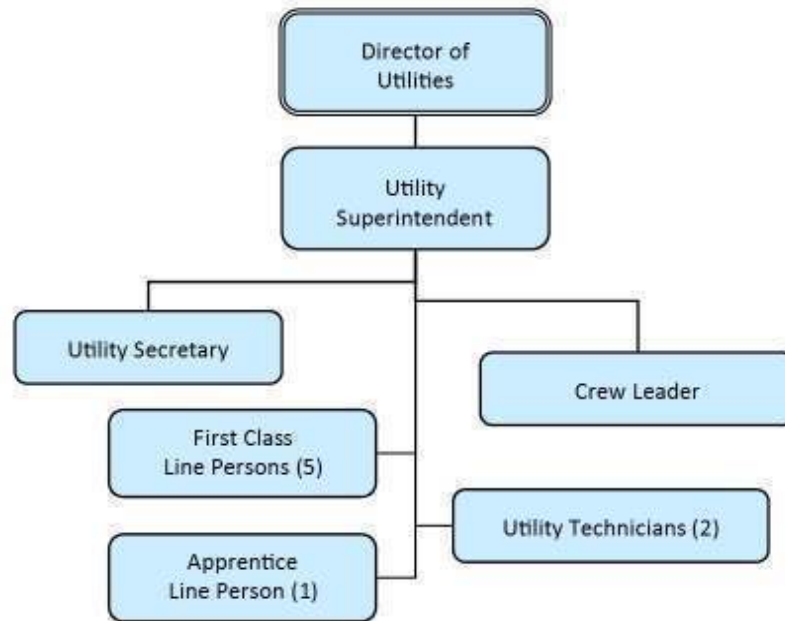 Director of
Utilities
Utility
Superintendent
Utility Secretary
Crew Leader
First Class
Line Persons (5)
Utility Technicians (2)
Apprentice
Line Person (1)